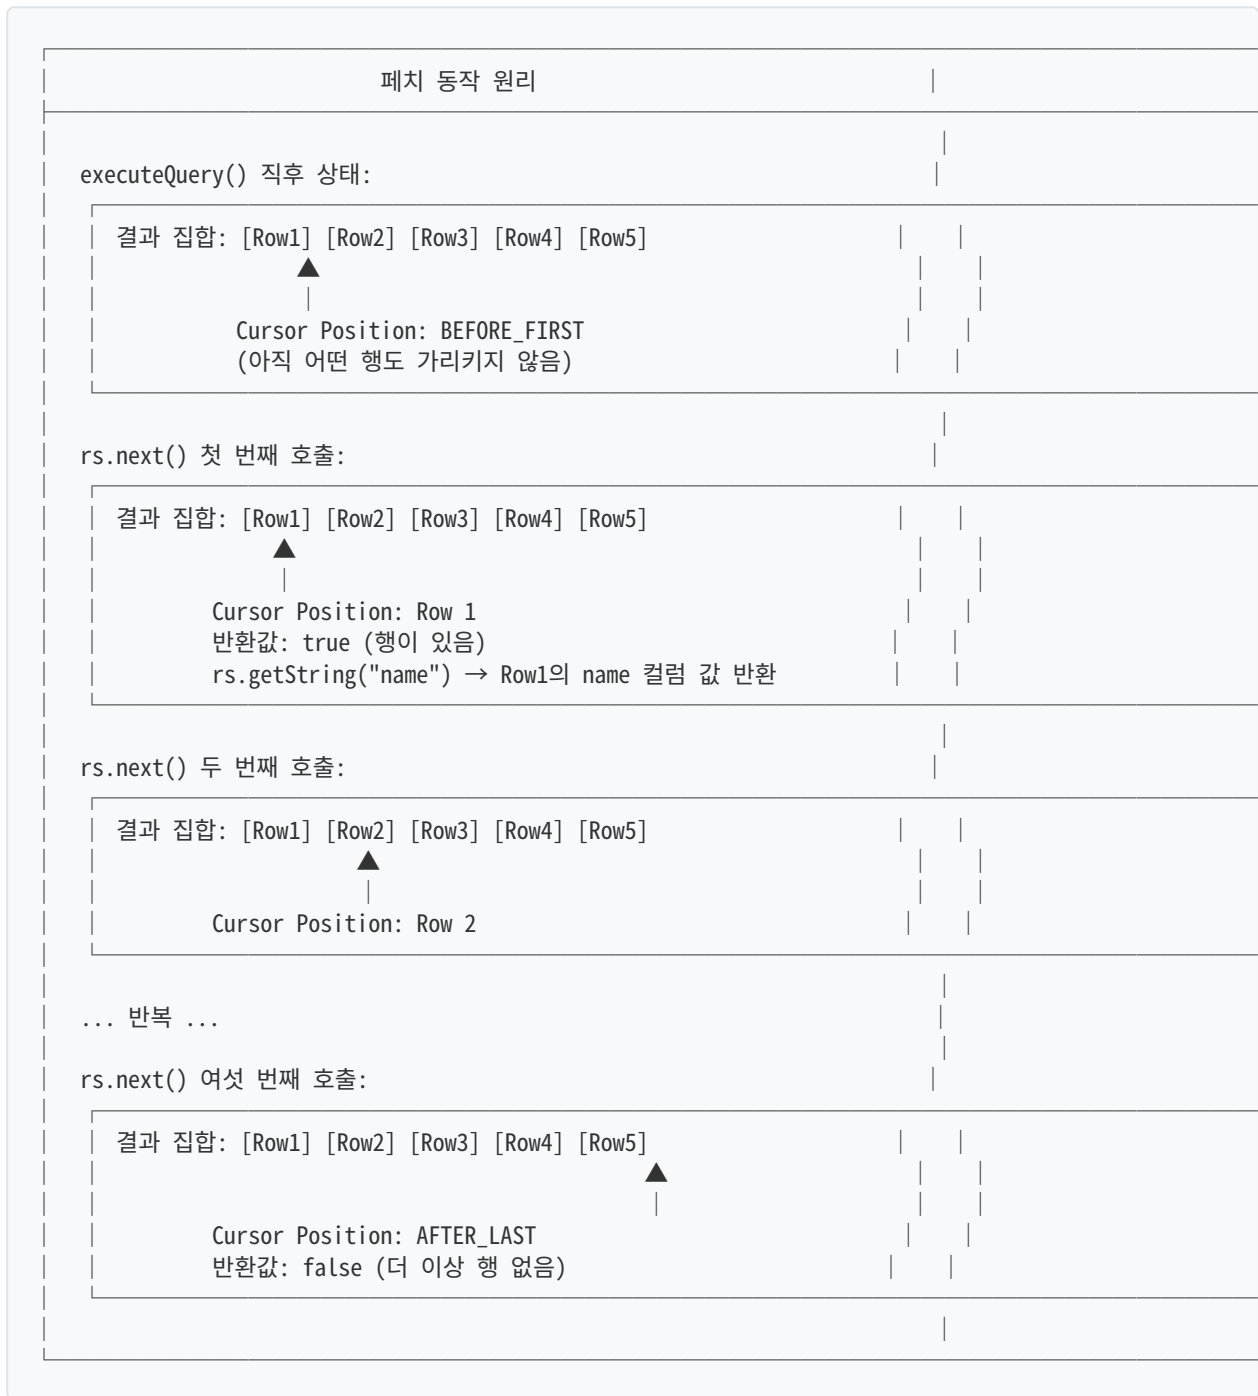 페치 동작 원리
executeQuery() 직후 상태:
결과 집합: [Row1] [Row2] [Row3] [Row4] [Row5]
Cursor Position: BEFORE_FIRST
(아직 어떤 행도 가리키지 않음)
rs.next() 첫 번째 호출:
결과 집합: [Row1] [Row2] [Row3] [Row4] [Row5]
Cursor Position: Row 1
반환값: true (행이 있음)
rs.getString("name") → Row1의 name 컬럼 값 반환
rs.next() 두 번째 호출:
결과 집합: [Row1] [Row2] [Row3] [Row4] [Row5]
Cursor Position: Row 2
... 반복 ...
rs.next() 여섯 번째 호출:
결과 집합: [Row1] [Row2] [Row3] [Row4] [Row5]
Cursor Position: AFTER_LAST
반환값: false (더 이상 행 없음)